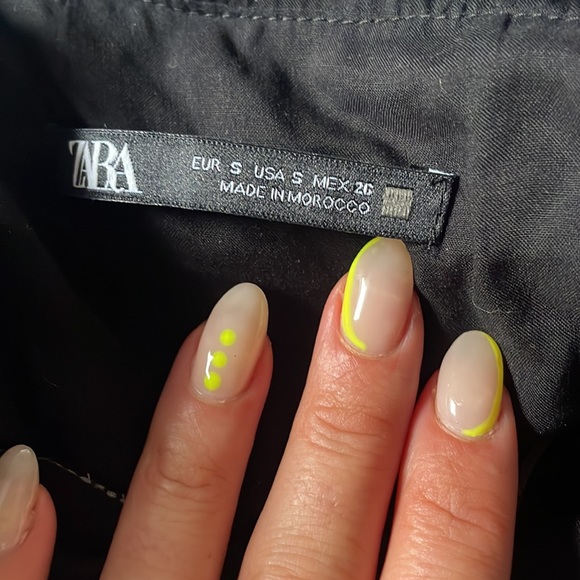 ZARA
EUR S USA S MEX 26
MADE IN MOROCCO